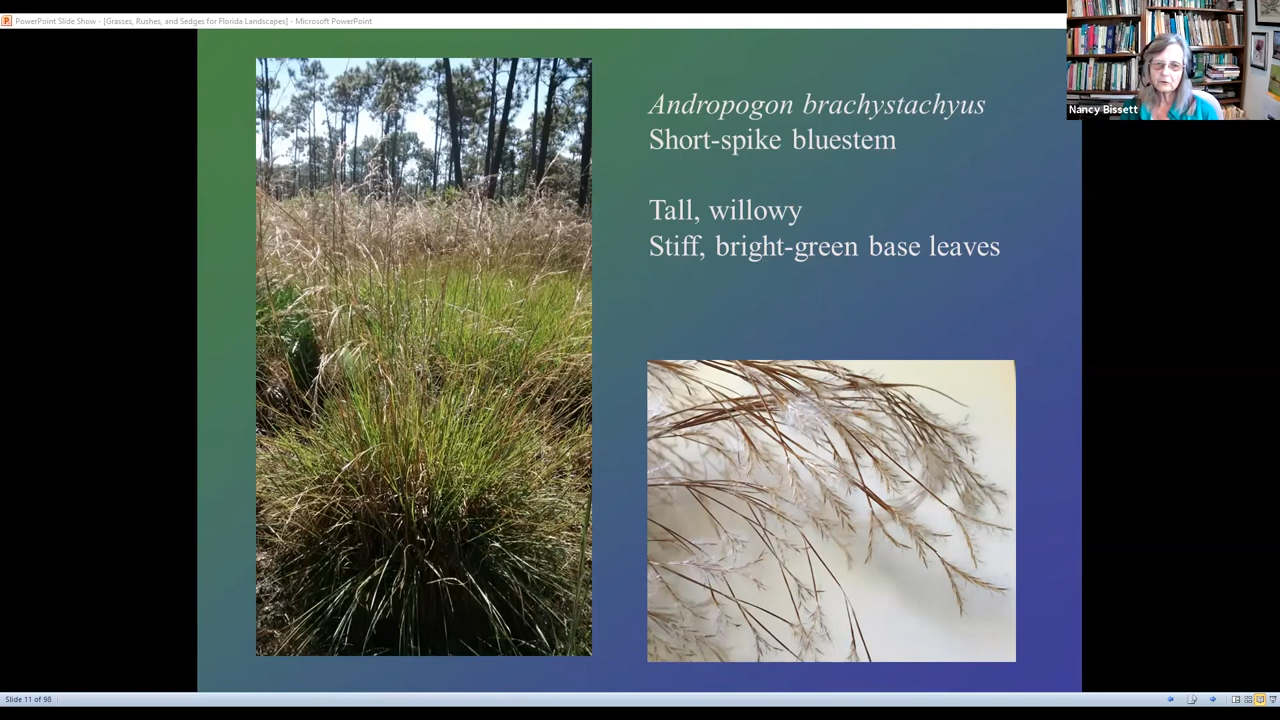 PowerPoint Slide Show - [Grasses, Rushes, and Sedges for Florida Landscapes] - Microsoft PowerPoint
Nancy Bissett
Andropogon brachystachyus
Short-spike bluestem
Tall, willowy
Stiff, bright-green base leaves
Slide 11 of 98